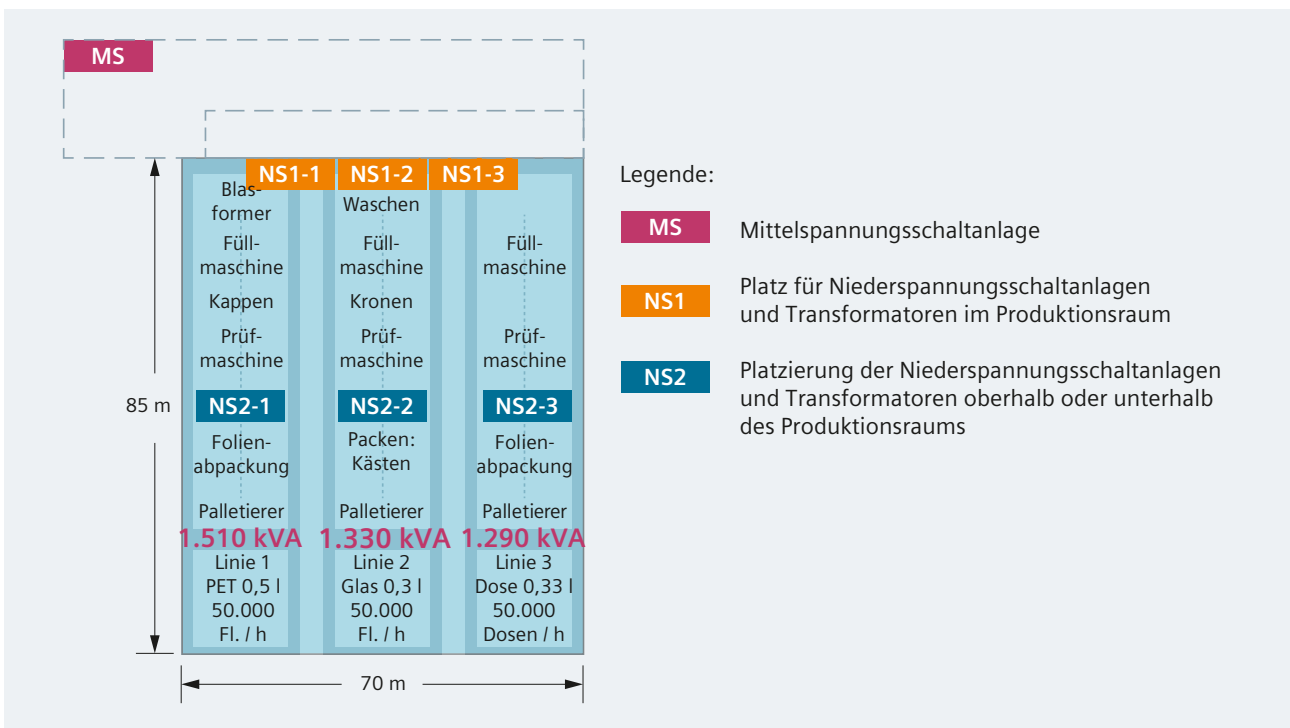 MS
NS1-1 NS1-2 NS1-3
Blas-
former
Füll-
maschine
Kappen
Prüf-
maschine
NS2-1
Folien-
abpackung
Palletierer
1.510 kVA
Linie 1
PET 0,5 l
50.000
Fl. / h
Waschen
Füll-
maschine
Kronen
Prüf-
maschine
NS2-2
Packen:
Kästen
Palletierer
1.330 kVA
Linie 2
Glas 0,3 l
50.000
Fl. / h
Füll-
maschine
Prüf-
maschine
NS2-3
Folien-
abpackung
Palletierer
1.290 kVA
Linie 3
Dose 0,33 l
50.000
Dosen / h
85 m
70 m
Legende:
MS Mittelspannungsschaltanlage
NS1 Platz für Niederspannungsschaltanlagen
und Transformatoren im Produktionsraum
NS2 Platzierung der Niederspannungsschaltanlagen
und Transformatoren oberhalb oder unterhalb
des Produktionsraums